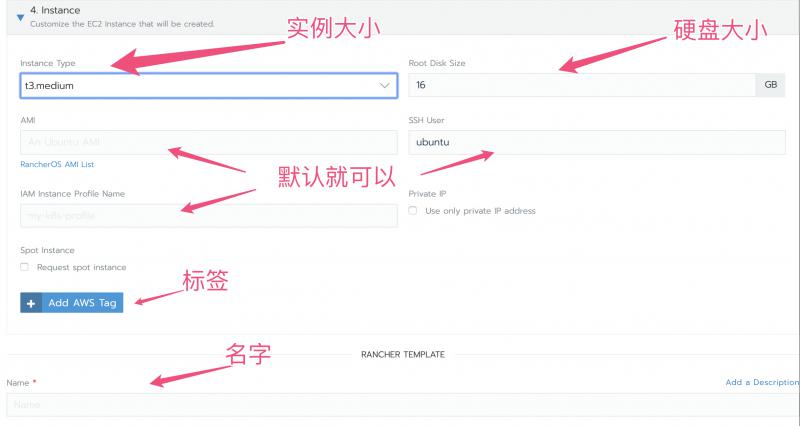 4. Instance
Customize the EC2 Instance that will be created.
实例大小
硬盘大小
Instance Type
Root Disk Size
t3.medium
16
GB
AMI
SSH User
An Ubuntu AMI
ubuntu
RancherOS AMI List
默认就可以
IAM Instance Profile Name
Private IP
my-k8s-profile
Use only private IP address
Spot Instance
Request spot instance
标签
+ Add AWS Tag
名字
RANCHER TEMPLATE
Name *
Add a Description
Name